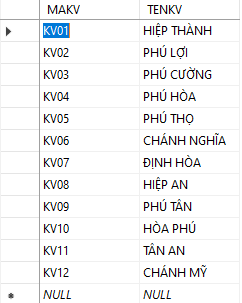 MAKV TENKV
KV01 HIỆP THÀNH
KV02 PHÚ LỢI
KV03 PHÚ CƯỜNG
KV04 PHÚ HÒA
KV05 PHÚ THỌ
KV06 CHÁNH NGHĨA
KV07 ĐỊNH HÒA
KV08 HIỆP AN
KV09 PHÚ TÂN
KV10 HÒA PHÚ
KV11 TÂN AN
KV12 CHÁNH MỸ
NULL NULL